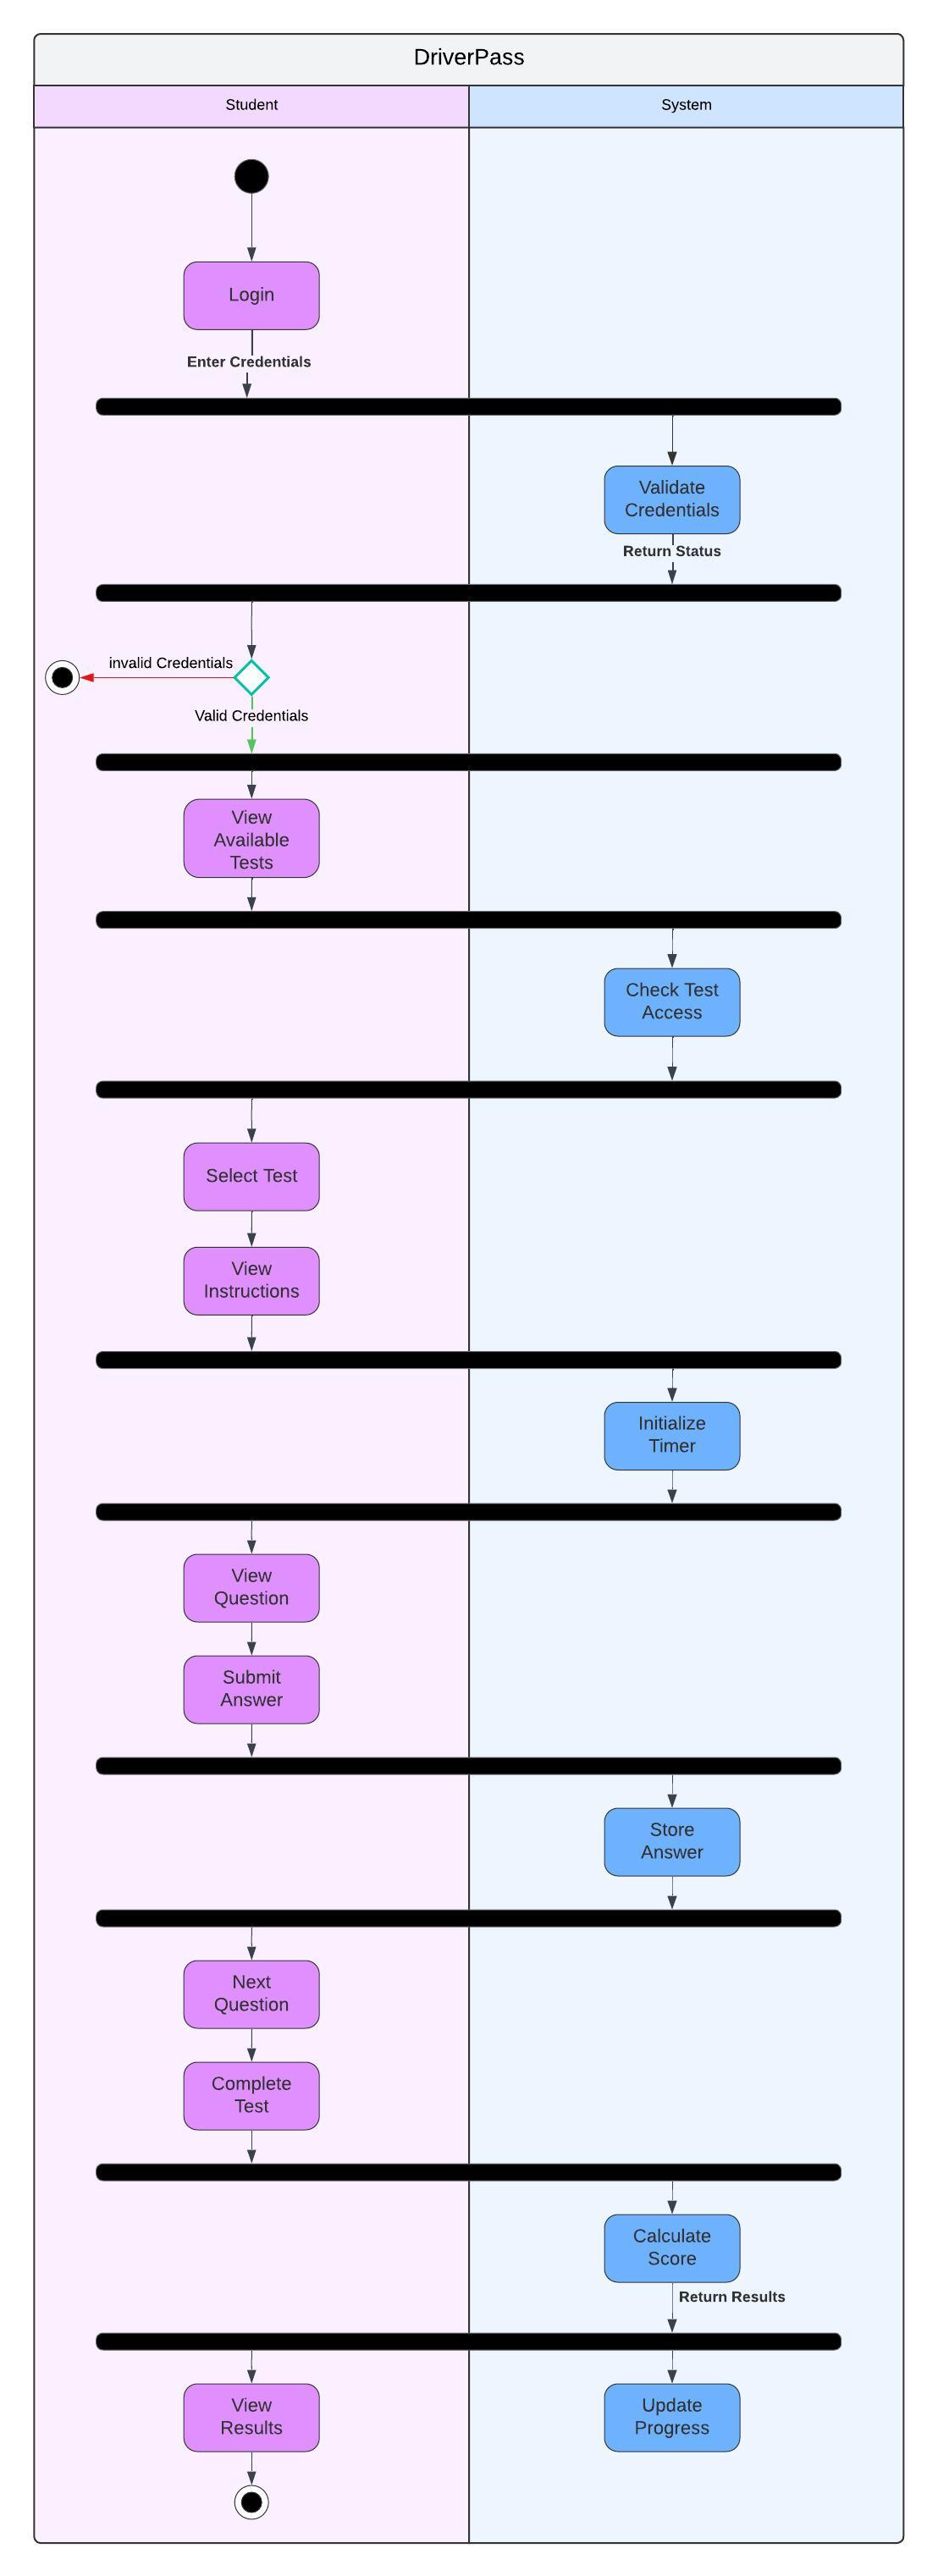 DriverPass
Student
System
Login
Enter Credentials
Validate
Credentials
Return Status
invalid Credentials
Valid Credentials
View
Available
Tests
Check Test
Access
Select Test
View
Instructions
Initialize
Timer
View
Question
Submit
Answer
Store
Answer
Next
Question
Complete
Test
Calculate
Score
Return Results
View
Results
Update
Progress